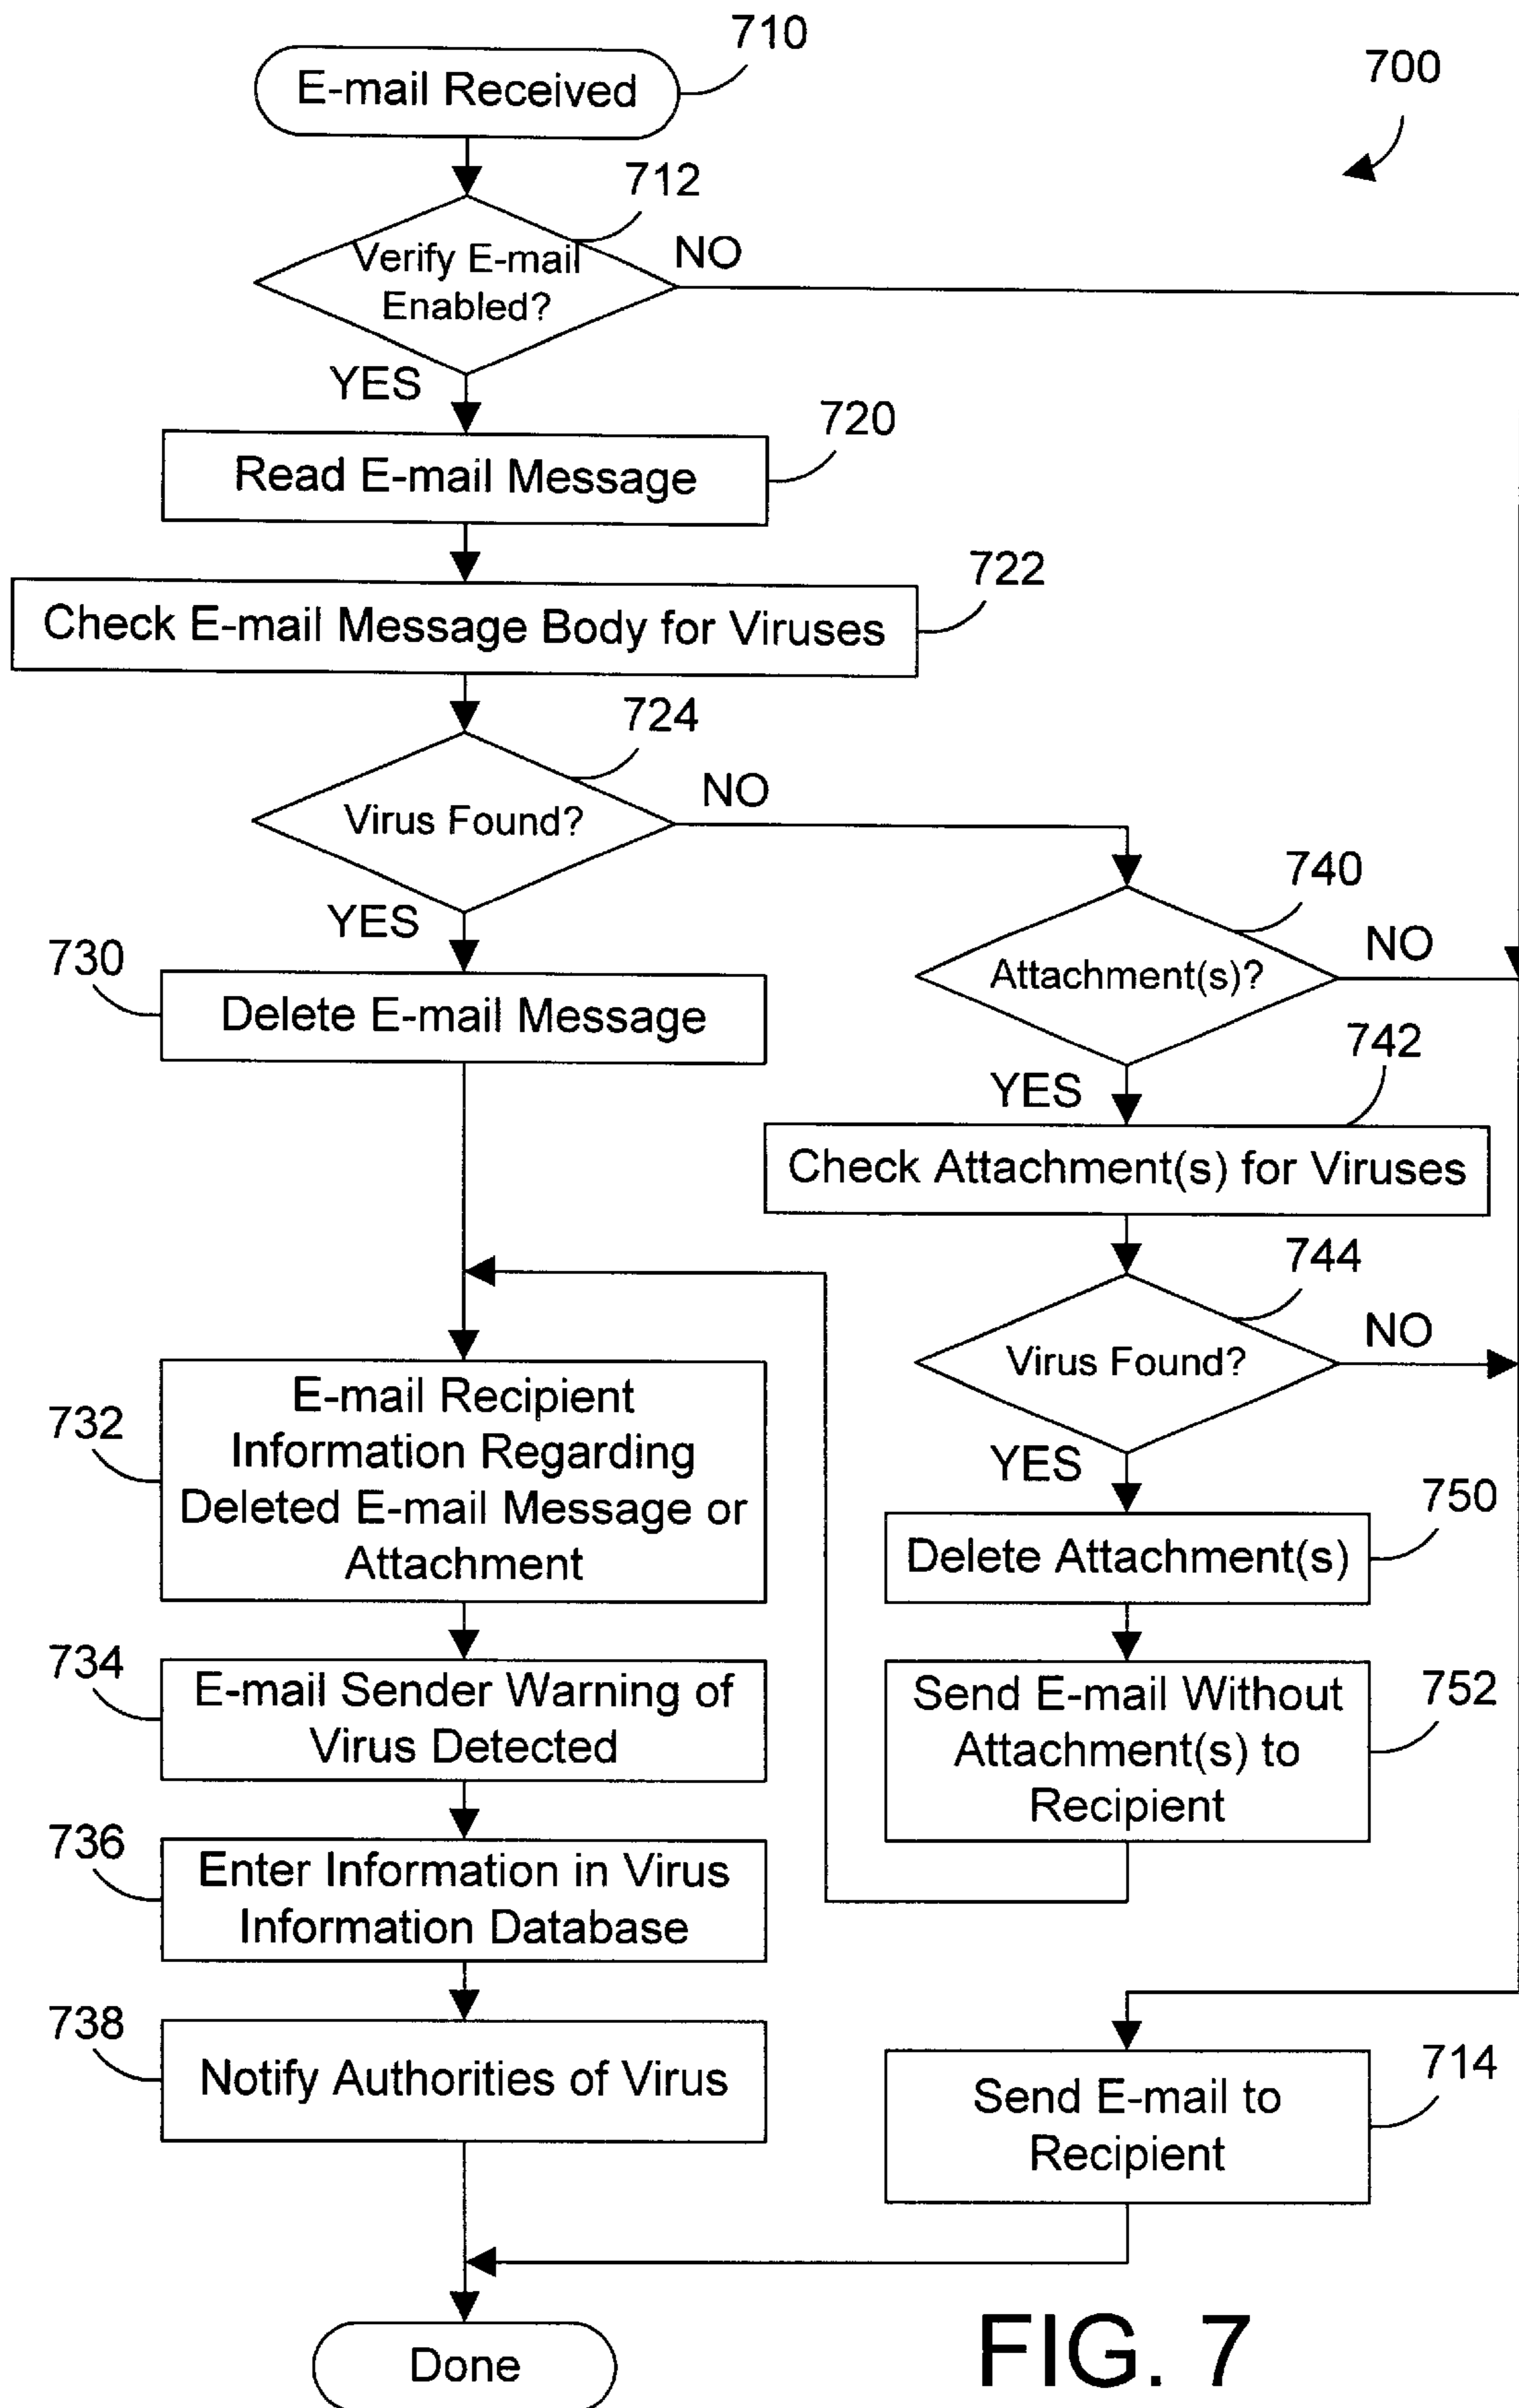 710
E-mail Received
700
712
Verify E-mail
Enabled?
NO
YES
720
Read E-mail Message
722
Check E-mail Message Body for Viruses
724
Virus Found?
NO
YES
740
Attachment(s)?
NO
730
Delete E-mail Message
YES
742
Check Attachment(s) for Viruses
744
Virus Found?
NO
YES
732
E-mail Recipient
Information Regarding
Deleted E-mail Message or
Attachment
750
Delete Attachment(s)
734
E-mail Sender Warning of
Virus Detected
752
Send E-mail Without
Attachment(s) to
Recipient
736
Enter Information in Virus
Information Database
738
Notify Authorities of Virus
714
Send E-mail to
Recipient
Done
FIG. 7